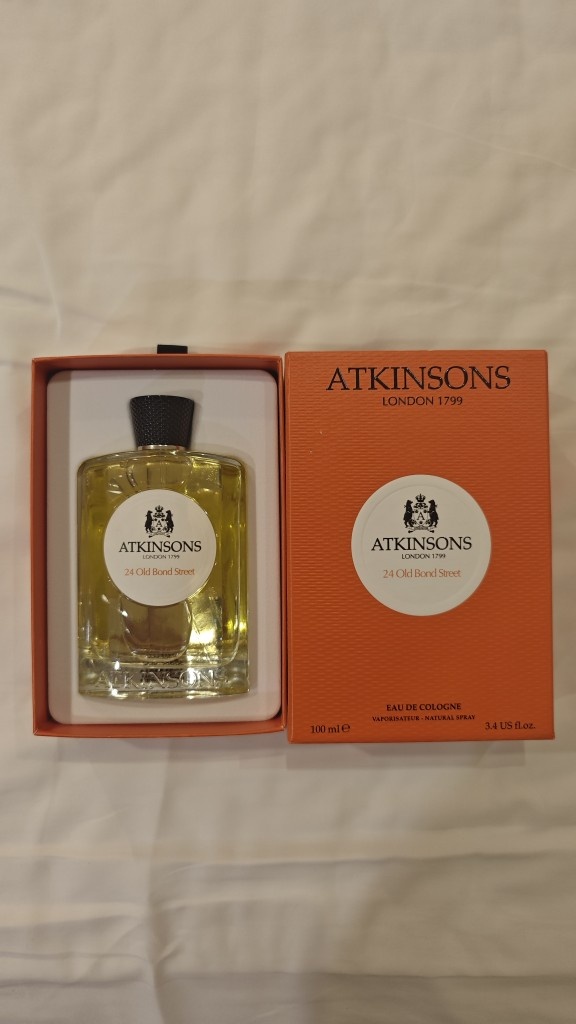 ATKINSONS
LONDON 1799
24 Old Bond Street
ATKINSONS
ATKINSONS
LONDON 1799
A
ATKINSONS
LONDON 1799
24 Old Bond Street
EAU DE COLOGNE
VAPORISATEUR - NATURAL SPRAY
100 ml ℮
3.4 US fl.oz.